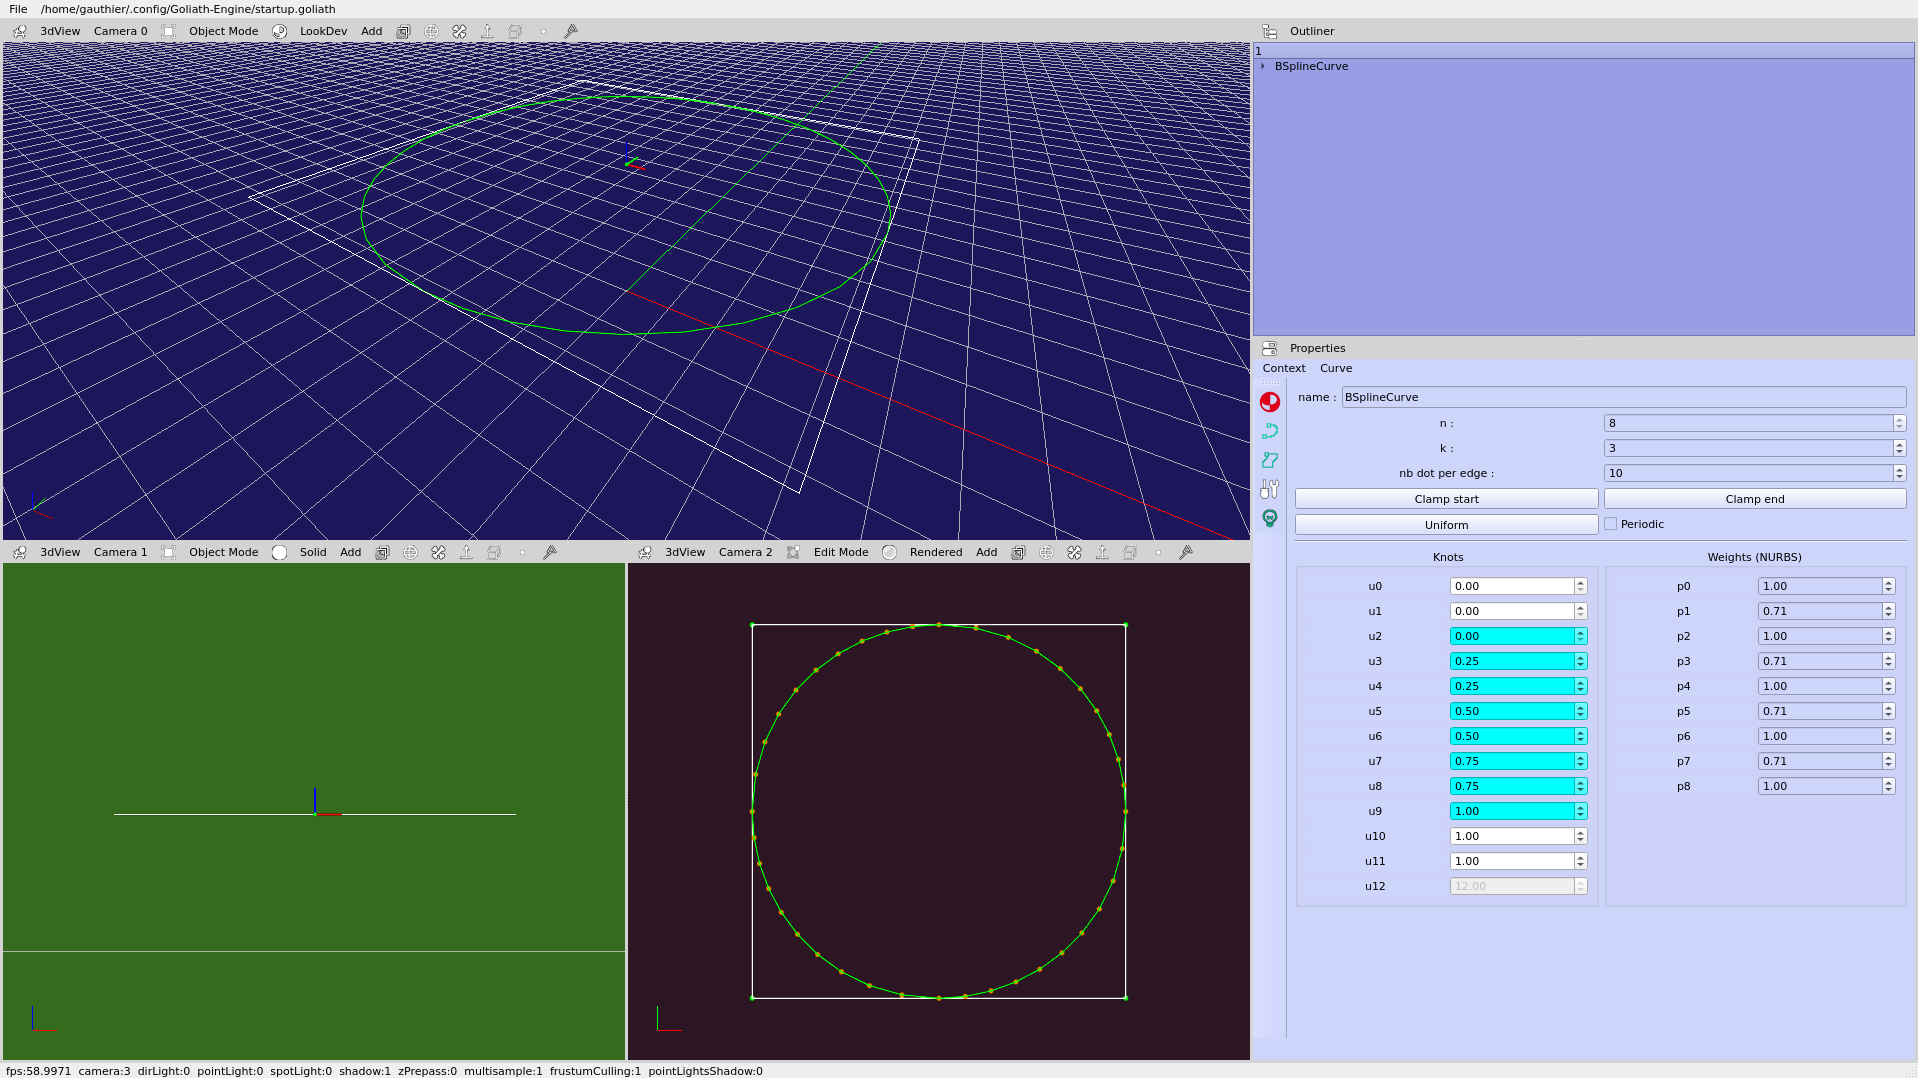 File /home/gauthier/.config/Goliath-Engine/startup.goliath
3dView Camera 0 Object Mode LookDev Add
Outliner
1
BSplineCurve
Properties
Context Curve
name : BSplineCurve
n : 8
k : 3
nb dot per edge : 10
Clamp start Clamp end
Uniform Periodic
3dView Camera 1 Object Mode Solid Add
3dView Camera 2 Edit Mode Rendered Add
Knots Weights (NURBS)
u0 0.00 p0 1.00
u1 0.00 p1 0.71
u2 0.00 p2 1.00
u3 0.25 p3 0.71
u4 0.25 p4 1.00
u5 0.50 p5 0.71
u6 0.50 p6 1.00
u7 0.75 p7 0.71
u8 0.75 p8 1.00
u9 1.00
u10 1.00
u11 1.00
u12 12.00
fps:58.9971 camera:3 dirLight:0 pointLight:0 spotLight:0 shadow:1 zPrepass:0 multisample:1 frustumCulling:1 pointLightsShadow:0